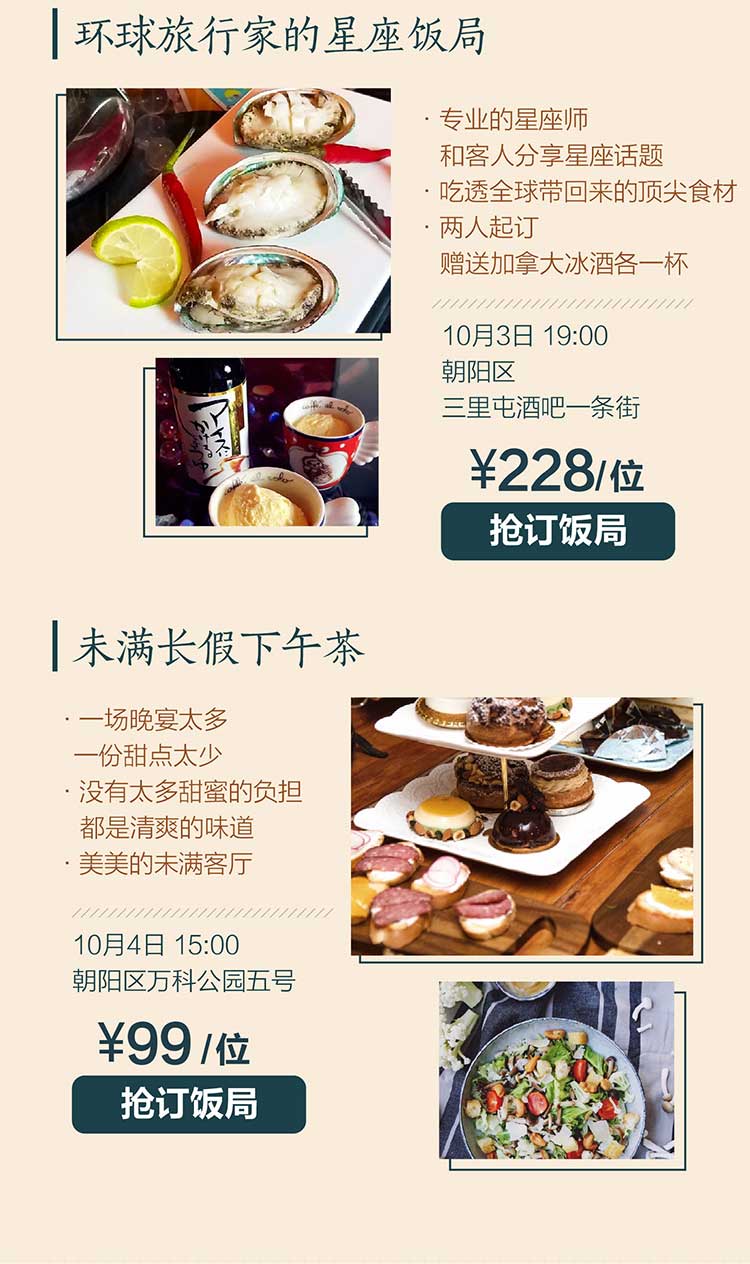 环球旅行家的星座饭局
· 专业的星座师
和客人分享星座话题
· 吃透全球带回来的顶尖食材
· 两人起订
赠送加拿大冰酒各一杯
10月3日 19:00
朝阳区
三里屯酒吧一条街
¥228/位
抢订饭局
未满长假下午茶
· 一场晚宴太多
一份甜点太少
· 没有太多甜蜜的负担
都是清爽的味道
· 美美的未满客厅
10月4日 15:00
朝阳区万科公园五号
¥99 /位
抢订饭局